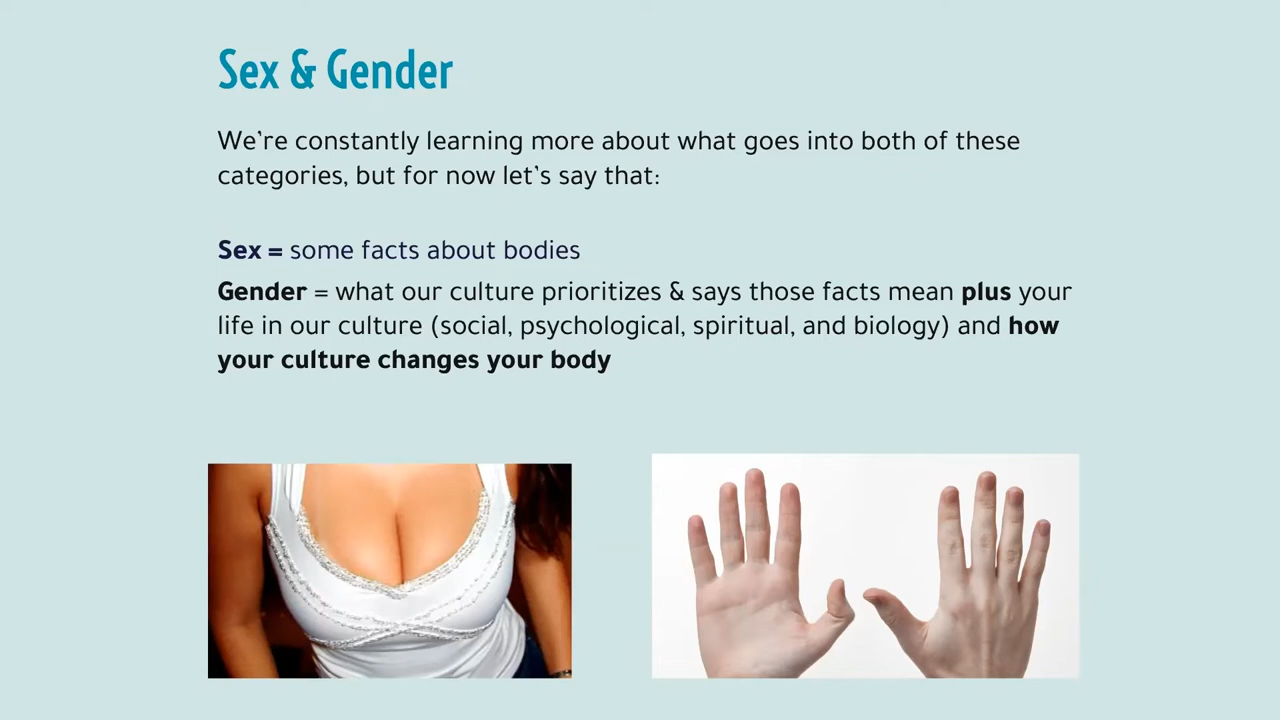 Sex & Gender
We’re constantly learning more about what goes into both of these
categories, but for now let’s say that:
Sex = some facts about bodies
Gender = what our culture prioritizes & says those facts mean plus your
life in our culture (social, psychological, spiritual, and biology) and how
your culture changes your body